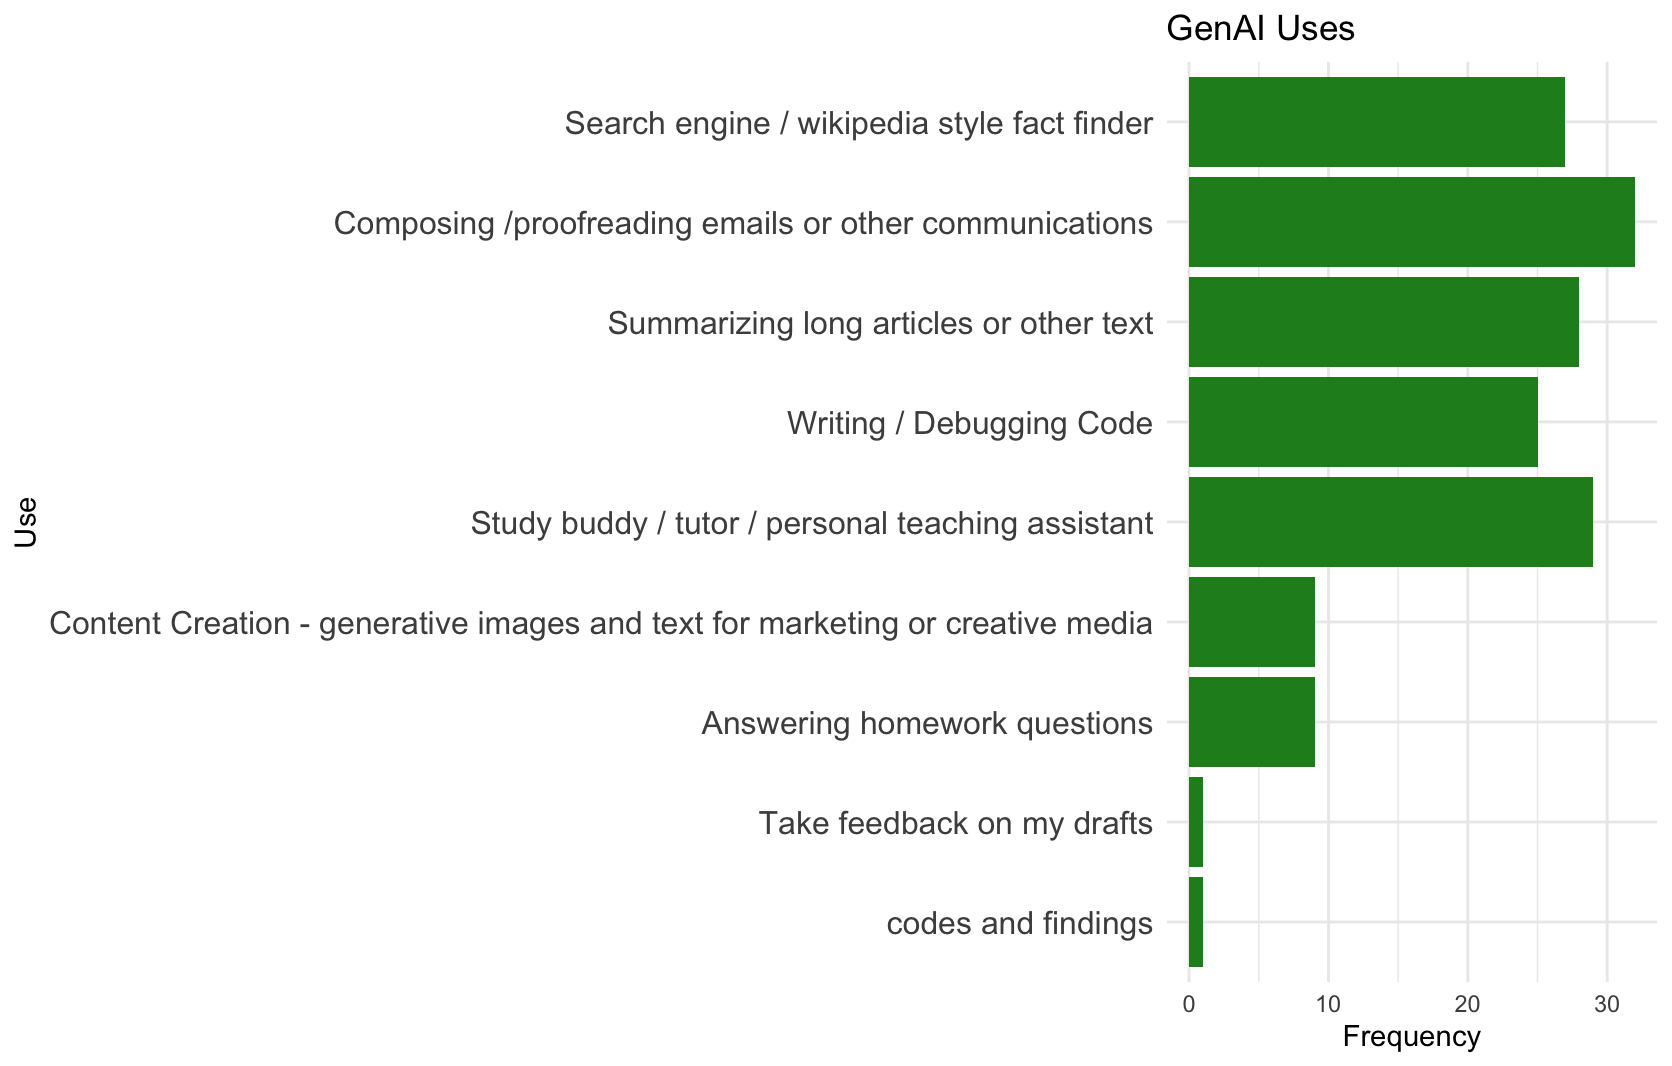 GenAI Uses
Search engine / wikipedia style fact finder
Composing /proofreading emails or other communications
Summarizing long articles or other text
Writing / Debugging Code
Study buddy / tutor / personal teaching assistant
Content Creation - generative images and text for marketing or creative media
Answering homework questions
Take feedback on my drafts
codes and findings
Use
0 10 20 30
Frequency